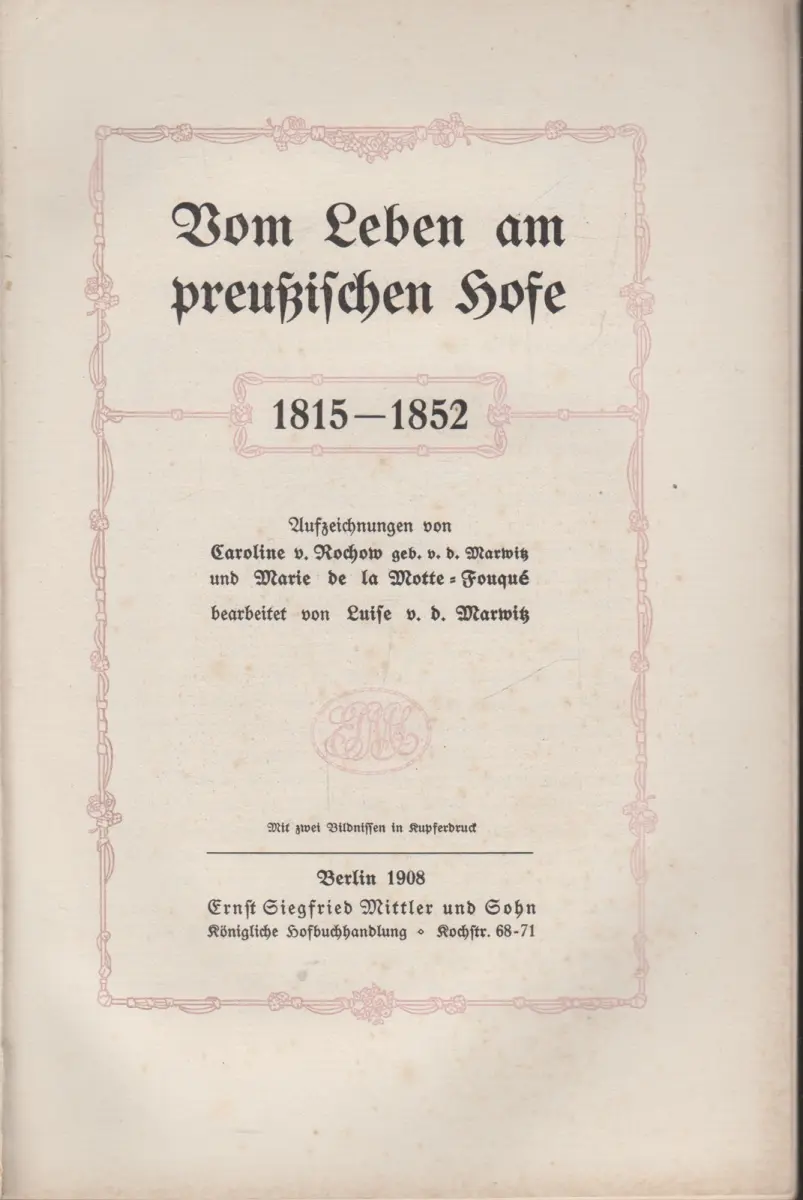 Vom Leben am
preußischen Hofe
1815—1852
Aufzeichnungen von
Caroline v. Rochow geb. v. d. Marwitz
und Marie de la Motte-Fouqué
bearbeitet von Luise v. d. Marwitz
Mit zwei Bildnissen in Kupferdruck
Berlin 1908
Ernst Siegfried Mittler und Sohn
Königliche Hofbuchhandlung ⋄ Kochstr. 68-71